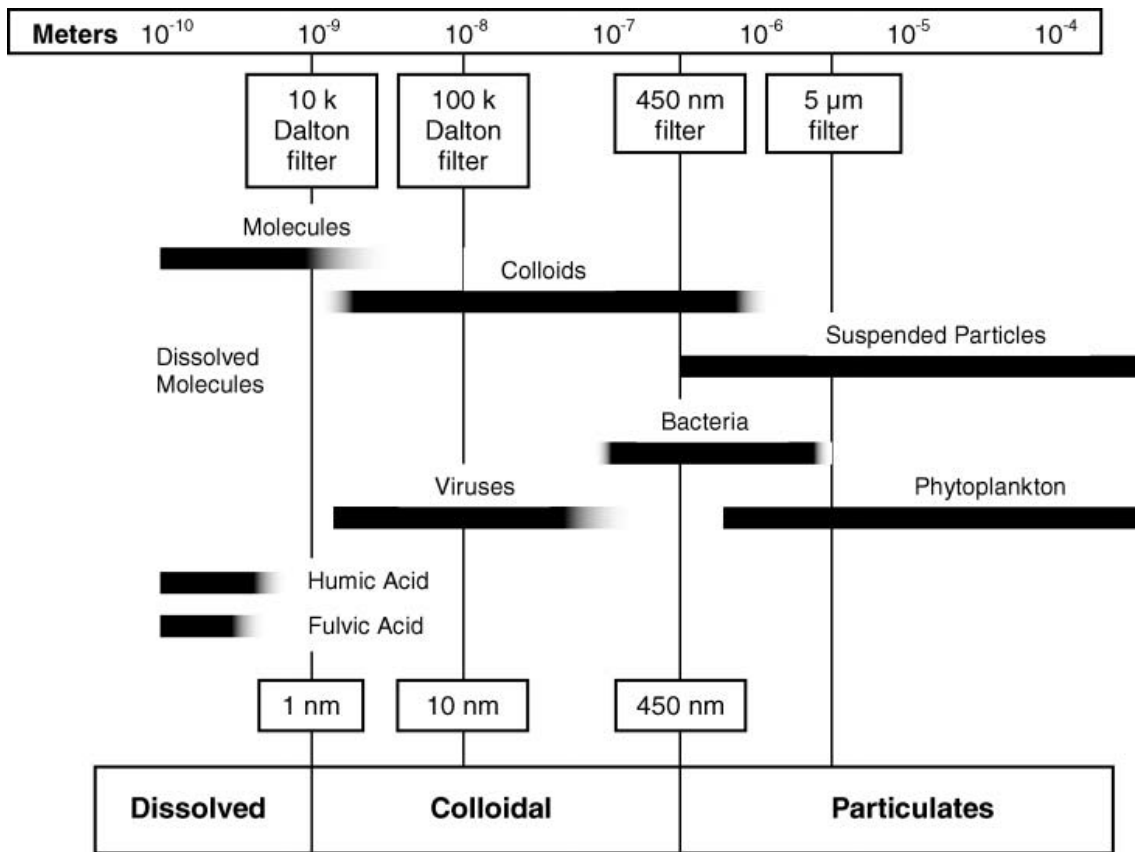 Meters 10⁻¹⁰ 10⁻⁹ 10⁻⁸ 10⁻⁷ 10⁻⁶ 10⁻⁵ 10⁻⁴
10 k
Dalton
filter
100 k
Dalton
filter
450 nm
filter
5 µm
filter
Molecules
Colloids
Suspended Particles
Dissolved
Molecules
Bacteria
Viruses
Phytoplankton
Humic Acid
Fulvic Acid
1 nm
10 nm
450 nm
Dissolved
Colloidal
Particulates